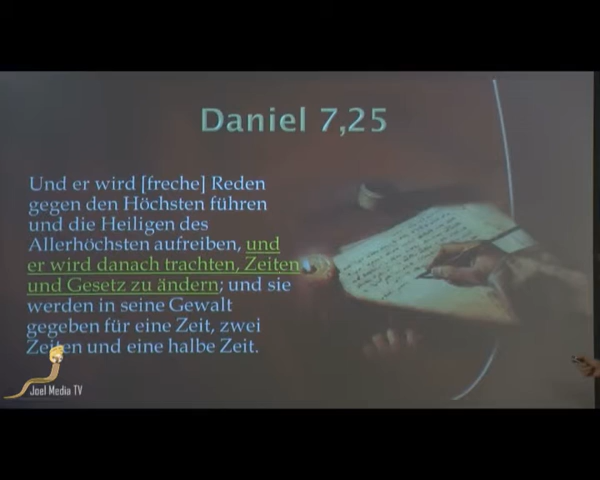 Daniel 7,25
Und er wird [freche] Reden
gegen den Höchsten führen
und die Heiligen des
Allerhöchsten aufreiben, und
er wird danach trachten, Zeiten
und Gesetz zu ändern; und sie
werden in seine Gewalt
gegeben für eine Zeit, zwei
Zeiten und eine halbe Zeit.
Joel Media TV